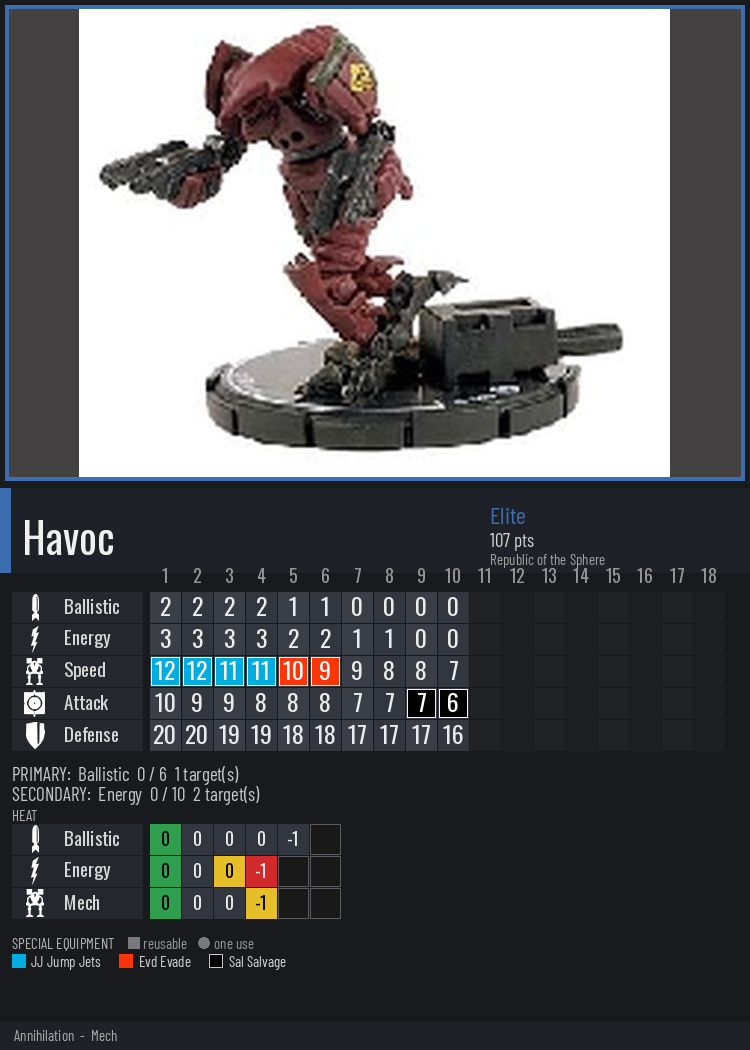 Havoc
Elite
107 pts
Republic of the Sphere
1 2 3 4 5 6 7 8 9 10 11 12 13 14 15 16 17 18
Ballistic 2 2 2 2 1 1 0 0 0 0
Energy 3 3 3 3 2 2 1 1 0 0
Speed 12 12 11 11 10 9 9 8 8 7
Attack 10 9 9 8 8 8 7 7 7 6
Defense 20 20 19 19 18 18 17 17 17 16
PRIMARY: Ballistic 0 / 6 1 target(s)
SECONDARY: Energy 0 / 10 2 target(s)
HEAT
Ballistic 0 0 0 0 -1
Energy 0 0 0 -1
Mech 0 0 0 -1
SPECIAL EQUIPMENT reusable one use
JJ Jump Jets Evd Evade Sal Salvage
Annihilation - Mech